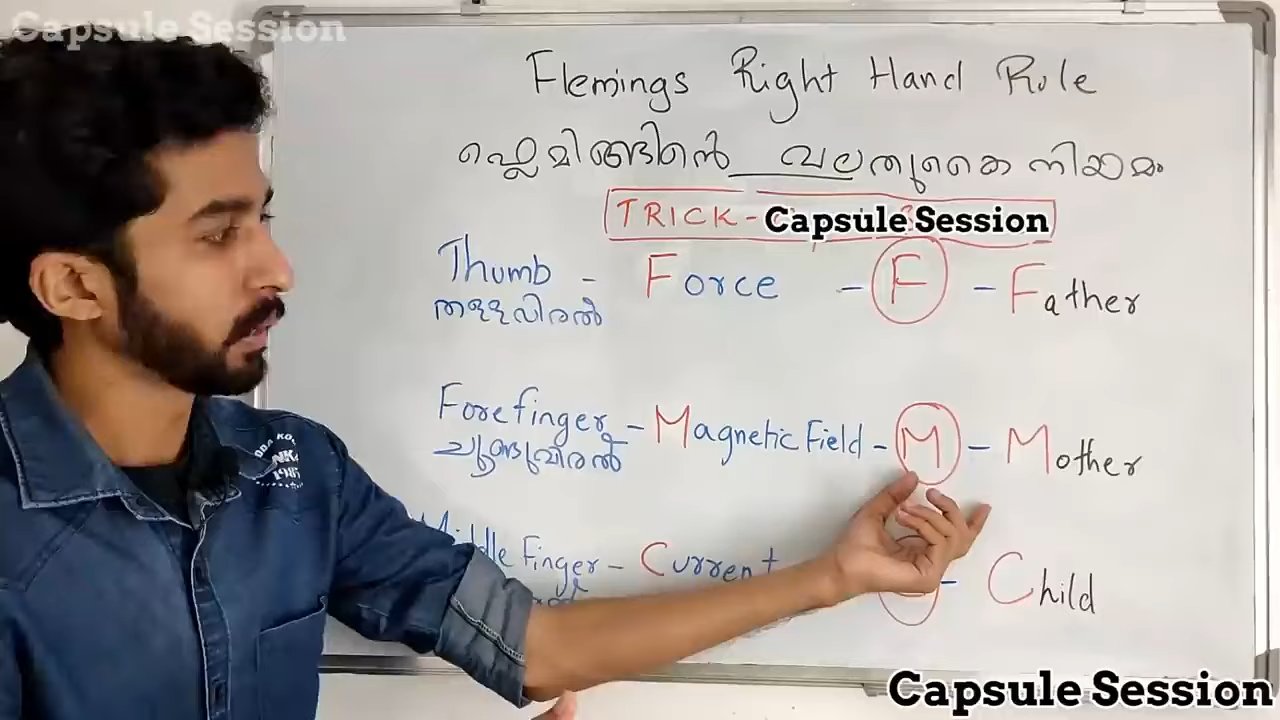 Capsule Session
Flemings Right Hand Rule
ഫ്ലെമിങ്ങിൻ്റെ വലതുകൈ നിയമം
TRICK- Capsule Session
Thumb - Force - F - Father
തള്ളവിരൽ
Forefinger - Magnetic Field - M - Mother
ചൂണ്ടുവിരൽ
Middle Finger - Current - Child
Capsule Session